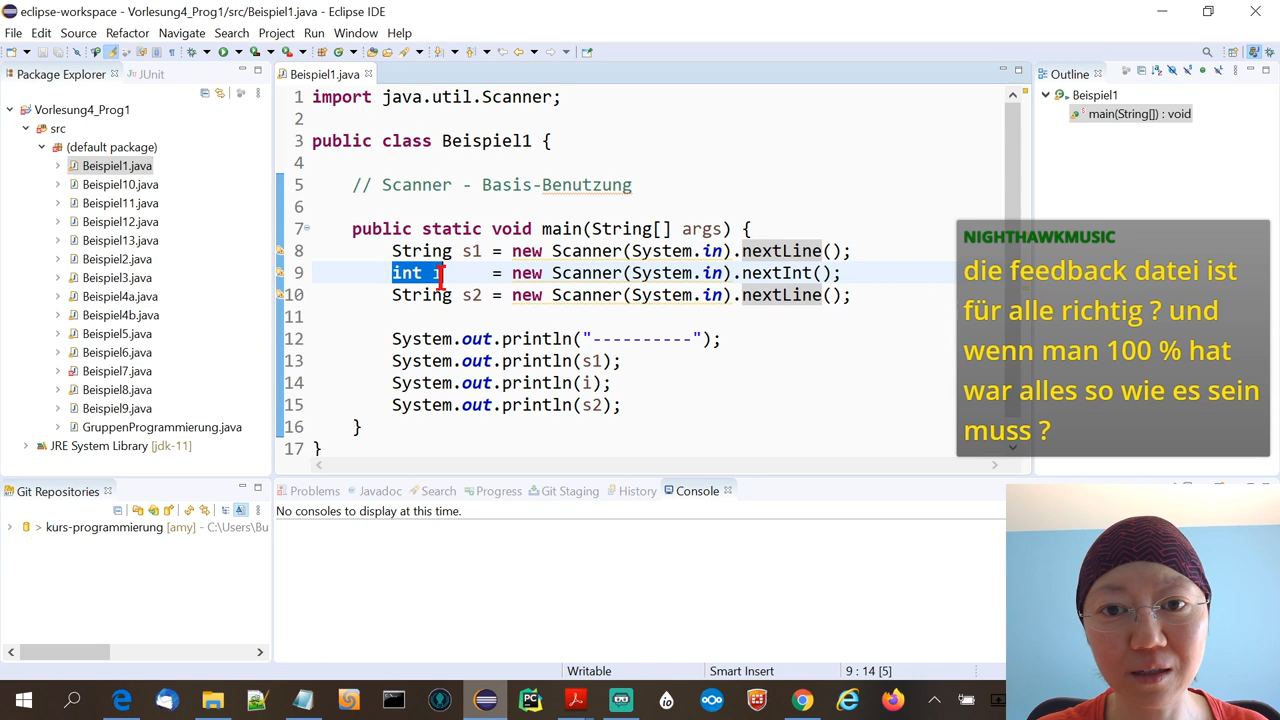 eclipse-workspace - Vorlesung4_Prog1/src/Beispiel1.java - Eclipse IDE
File Edit Source Refactor Navigate Search Project Run Window Help
Package Explorer
JUnit
Vorlesung4_Prog1
src
(default package)
Beispiel1.java
Beispiel10.java
Beispiel11.java
Beispiel12.java
Beispiel13.java
Beispiel2.java
Beispiel3.java
Beispiel4a.java
Beispiel4b.java
Beispiel5.java
Beispiel6.java
Beispiel7.java
Beispiel8.java
Beispiel9.java
GruppenProgrammierung.java
JRE System Library [jdk-11]
Beispiel1.java
1 import java.util.Scanner;
2
3 public class Beispiel1 {
4
5 // Scanner - Basis-Benutzung
6
7 public static void main(String[] args) {
8 String s1 = new Scanner(System.in).nextLine();
9 int i = new Scanner(System.in).nextInt();
10 String s2 = new Scanner(System.in).nextLine();
11
12 System.out.println("----------");
13 System.out.println(s1);
14 System.out.println(i);
15 System.out.println(s2);
16 }
17 }
Outline
Beispiel1
main(String[]) : void
NIGHTHAWKMUSIC
die feedback datei ist
für alle richtig ? und
wenn man 100 % hat
war alles so wie es sein
muss ?
Git Repositories
> kurs-programmierung [amy] - C:\Users\Bu
Problems Javadoc Search Progress Git Staging History Console
No consoles to display at this time.
Writable Smart Insert 9 : 14 [5]